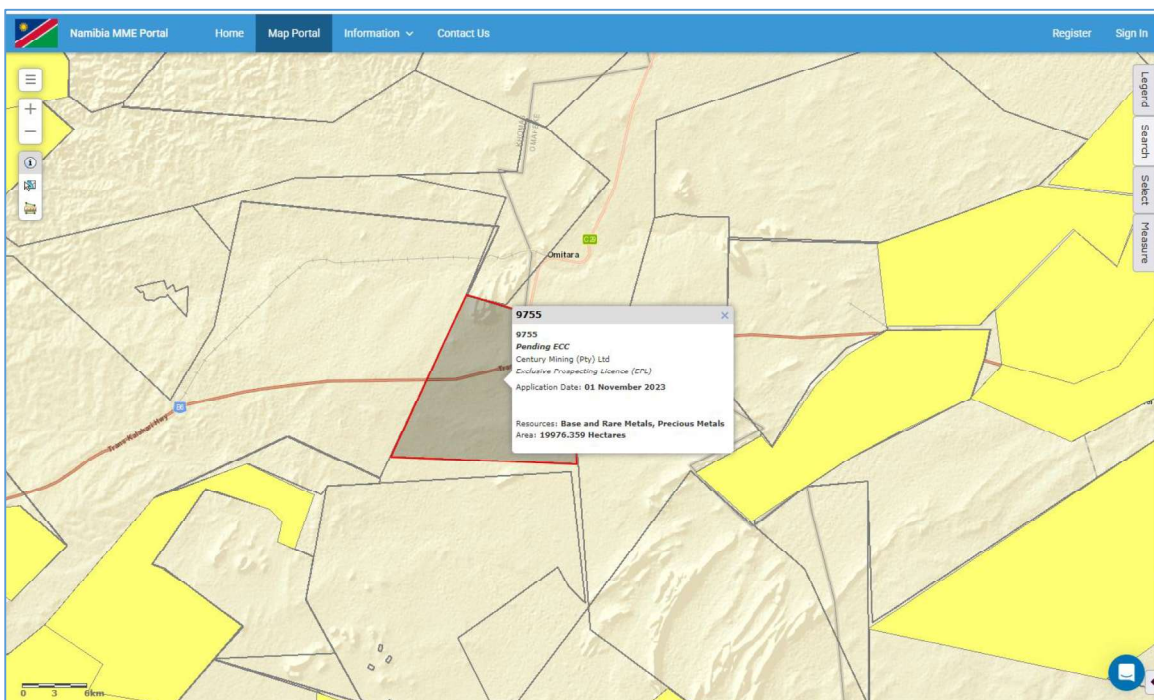 Namibia MME Portal Home Map Portal Information Contact Us Register Sign In
Legend
Search
Select
Measure
KHOMAS
OMAHEKE
Omitara
B6
Trans Kalahari Hwy
9755
9755
Pending ECC
Century Mining (Pty) Ltd
Exclusive Prospecting Licence (EPL)
Application Date: 01 November 2023
Resources: Base and Rare Metals, Precious Metals
Area: 19976.359 Hectares
0 3 6km